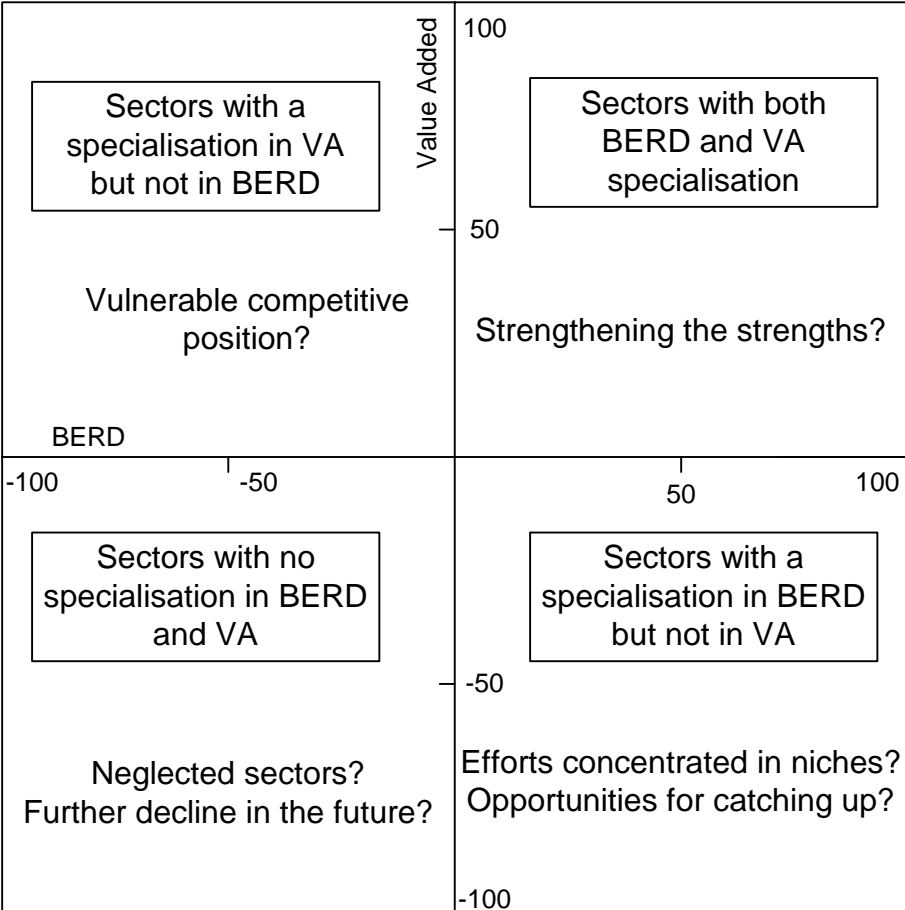 Value Added
100
Sectors with a
specialisation in VA
but not in BERD
Sectors with both
BERD and VA
specialisation
50
Vulnerable competitive
position?
Strengthening the strengths?
BERD
-100
-50
50
100
Sectors with no
specialisation in BERD
and VA
Sectors with a
specialisation in BERD
but not in VA
-50
Neglected sectors?
Further decline in the future?
Efforts concentrated in niches?
Opportunities for catching up?
-100